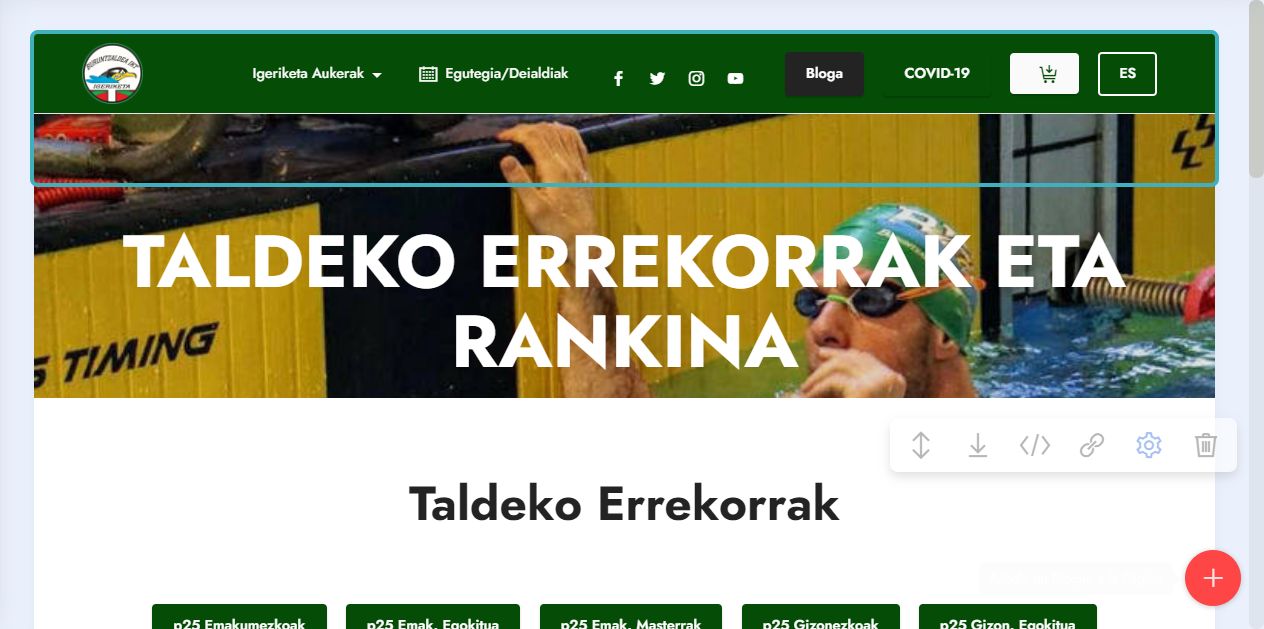 BURUNTZALDEA IKT
IGERIKETA
Igeriketa Aukerak
Egutegia/Deialdiak
Bloga
COVID-19
ES
TALDEKO ERREKORRAK ETA
RANKINA
TIMING
Taldeko Errekorrak
p25 Emakumezkoak
p25 Emak. Egokitua
p25 Emak. Masterrak
p25 Gizonezkoak
p25 Gizon. Egokitua